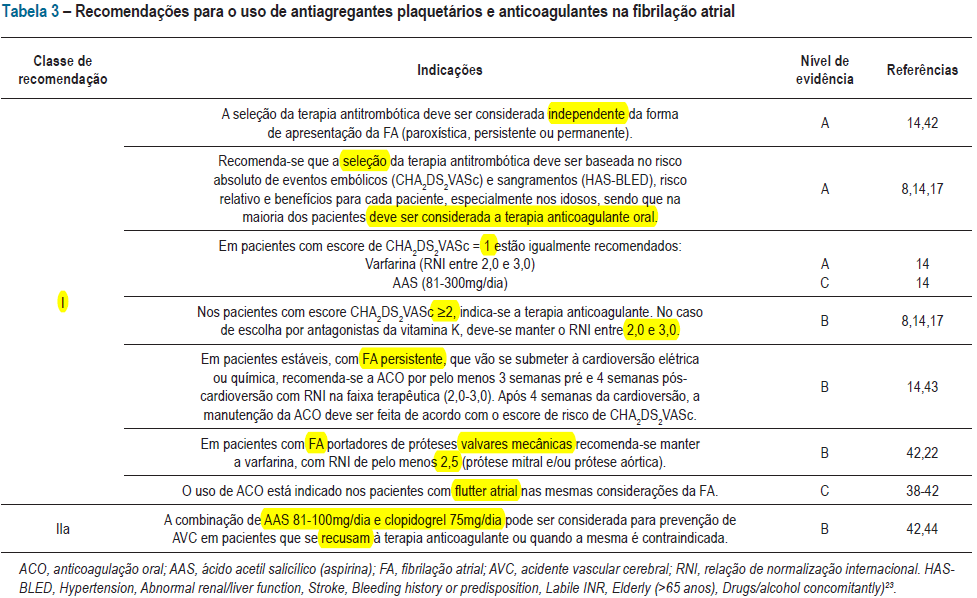 Tabela 3 – Recomendações para o uso de antiagregantes plaquetários e anticoagulantes na fibrilação atrial
Classe de recomendação | Indicações | Nível de evidência | Referências
I
A seleção da terapia antitrombótica deve ser considerada independente da forma
de apresentação da FA (paroxística, persistente ou permanente). A 14,42
Recomenda-se que a seleção da terapia antitrombótica deve ser baseada no risco
absoluto de eventos embólicos (CHA₂DS₂VASc) e sangramentos (HAS-BLED), risco
relativo e benefícios para cada paciente, especialmente nos idosos, sendo que na
maioria dos pacientes deve ser considerada a terapia anticoagulante oral. A 8,14,17
Em pacientes com escore de CHA₂DS₂VASc = 1 estão igualmente recomendados:
Varfarina (RNI entre 2,0 e 3,0) A 14
AAS (81-300mg/dia) C 14
Nos pacientes com escore CHA₂DS₂VASc ≥2, indica-se a terapia anticoagulante. No caso
de escolha por antagonistas da vitamina K, deve-se manter o RNI entre 2,0 e 3,0. B 8,14,17
Em pacientes estáveis, com FA persistente, que vão se submeter à cardioversão elétrica
ou química, recomenda-se a ACO por pelo menos 3 semanas pré e 4 semanas pós-
cardioversão com RNI na faixa terapêutica (2,0-3,0). Após 4 semanas da cardioversão, a
manutenção da ACO deve ser feita de acordo com o escore de risco de CHA₂DS₂VASc. B 14,43
Em pacientes com FA portadores de próteses valvares mecânicas recomenda-se manter
a varfarina, com RNI de pelo menos 2,5 (prótese mitral e/ou prótese aórtica). B 42,22
O uso de ACO está indicado nos pacientes com flutter atrial nas mesmas considerações da FA. C 38-42
IIa
A combinação de AAS 81-100mg/dia e clopidogrel 75mg/dia pode ser considerada para prevenção de
AVC em pacientes que se recusam à terapia anticoagulante ou quando a mesma é contraindicada. B 42,44
ACO, anticoagulação oral; AAS, ácido acetil salicílico (aspirina); FA, fibrilação atrial; AVC, acidente vascular cerebral; RNI, relação de normalização internacional. HAS-
BLED, Hypertension, Abnormal renal/liver function, Stroke, Bleeding history or predisposition, Labile INR, Elderly (>65 anos), Drugs/alcohol concomitantly)²³.